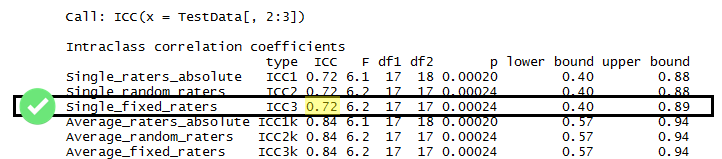 Call: ICC(x = TestData[, 2:3])
Intraclass correlation coefficients
type ICC F df1 df2 p lower bound upper bound
Single_raters_absolute ICC1 0.72 6.1 17 18 0.00020 0.40 0.88
Single_random_raters ICC2 0.72 6.2 17 17 0.00024 0.40 0.88
Single_fixed_raters ICC3 0.72 6.2 17 17 0.00024 0.40 0.89
Average_raters_absolute ICC1k 0.84 6.1 17 18 0.00020 0.57 0.94
Average_random_raters ICC2k 0.84 6.2 17 17 0.00024 0.57 0.94
Average_fixed_raters ICC3k 0.84 6.2 17 17 0.00024 0.57 0.94